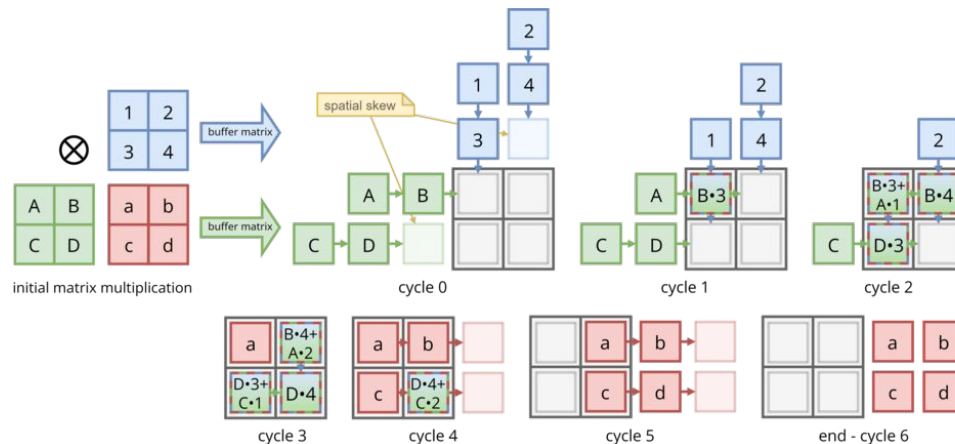 2
1
4
spatial skew
1 2
buffer matrix
3
3 4
A B
a b
buffer matrix
A B
C D
c d
C D
initial matrix multiplication
cycle 0
2
1
4
A
B•3
C D
cycle 1
2
B•3+
A•1
B•4
C
D•3
cycle 2
a
B•4+
A•2
D•3+
C•1
D•4
cycle 3
a b
c
D•4+
C•2
cycle 4
a b
c d
cycle 5
a b
c d
end - cycle 6